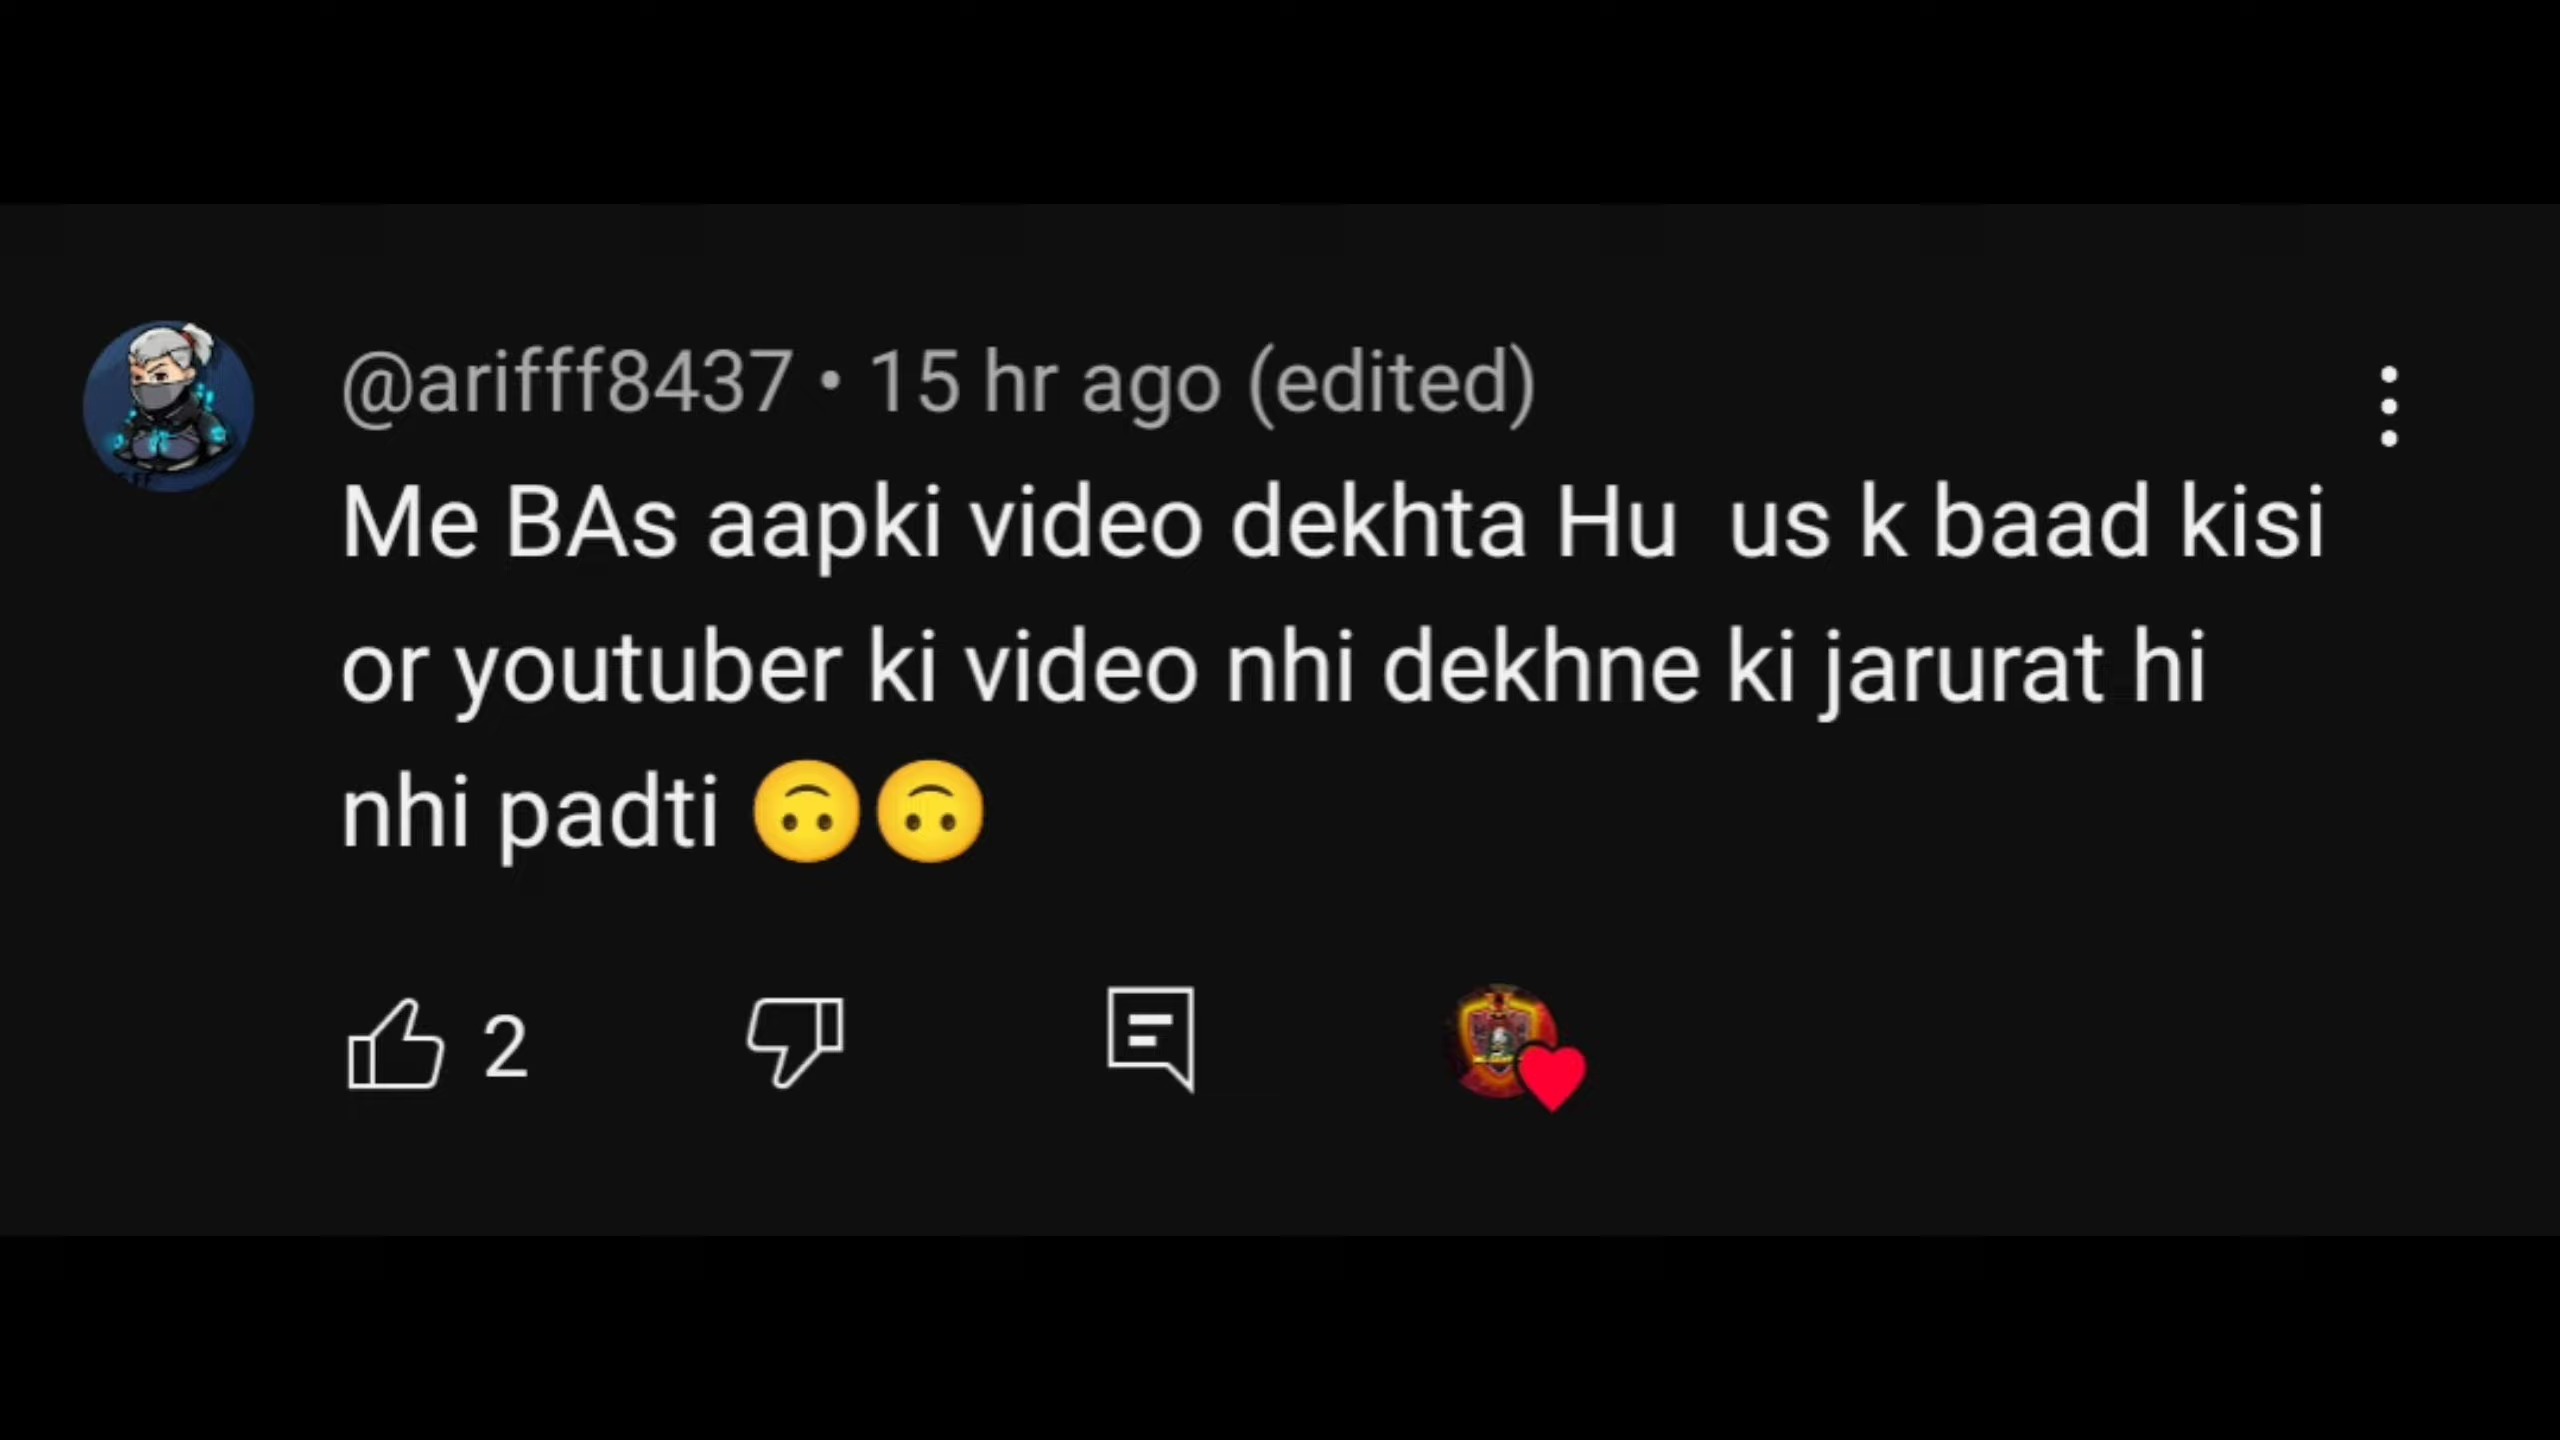 @arifff8437 • 15 hr ago (edited)
Me BAs aapki video dekhta Hu  us k baad kisi
or youtuber ki video nhi dekhne ki jarurat hi
nhi padti 🙃🙃
2